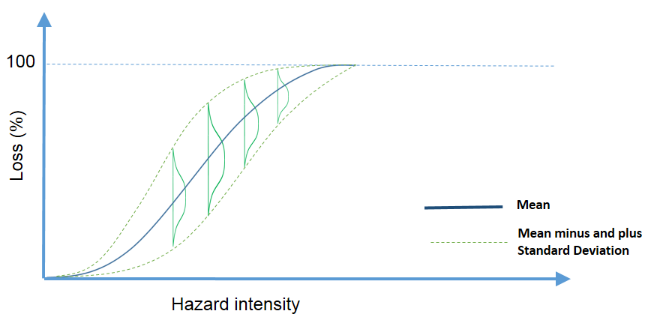 100
Loss (%)
Hazard intensity
Mean
Mean minus and plus
Standard Deviation